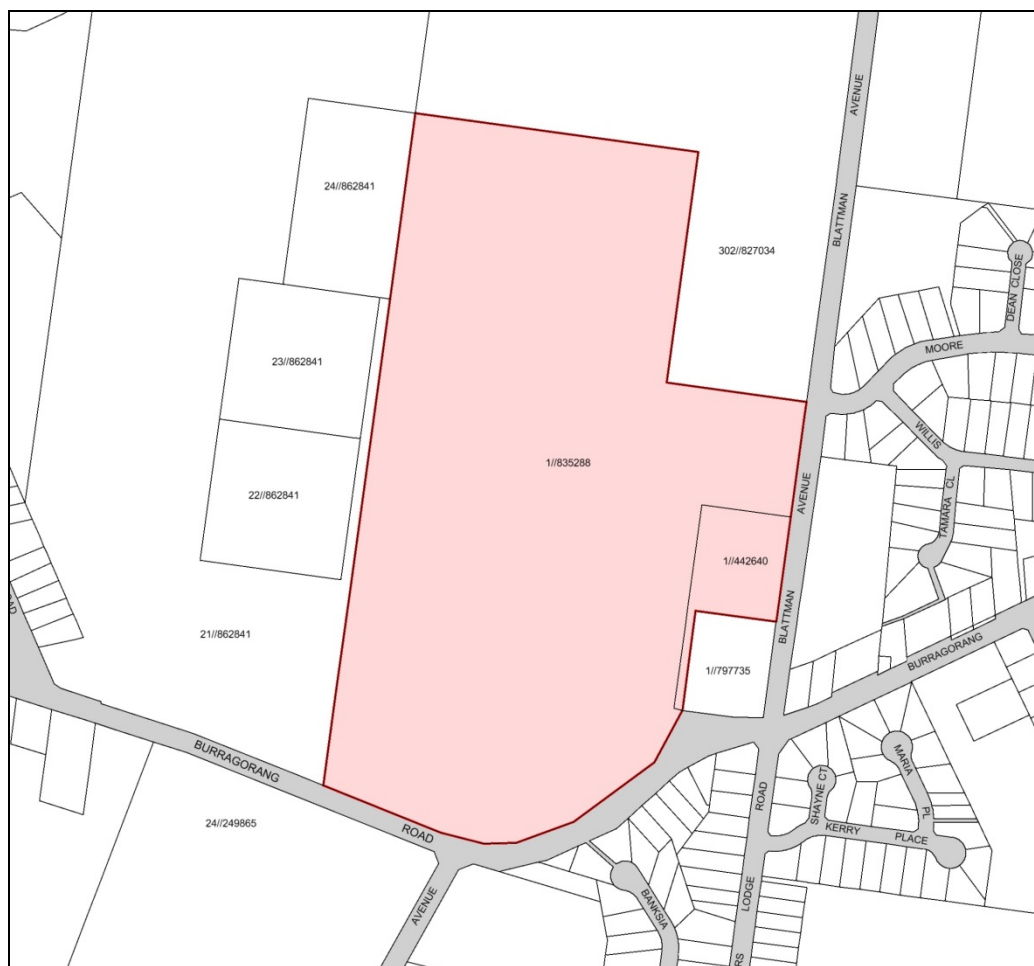 AVENUE
24//862841
BLATTMAN
302//827034
DEAN CLOSE
MOORE
23//862841
WILLIS
1//835288
TAMARA CL
22//862841
AVENUE
1//442640
BLATTMAN
21//862841
BURRAGORANG
1//797735
BURRAGORANG
MARIA
PL
SHAYNE CT
ROAD
24//249865
ROAD
KERRY
PLACE
LODGE
AVENUE
BANKSIA